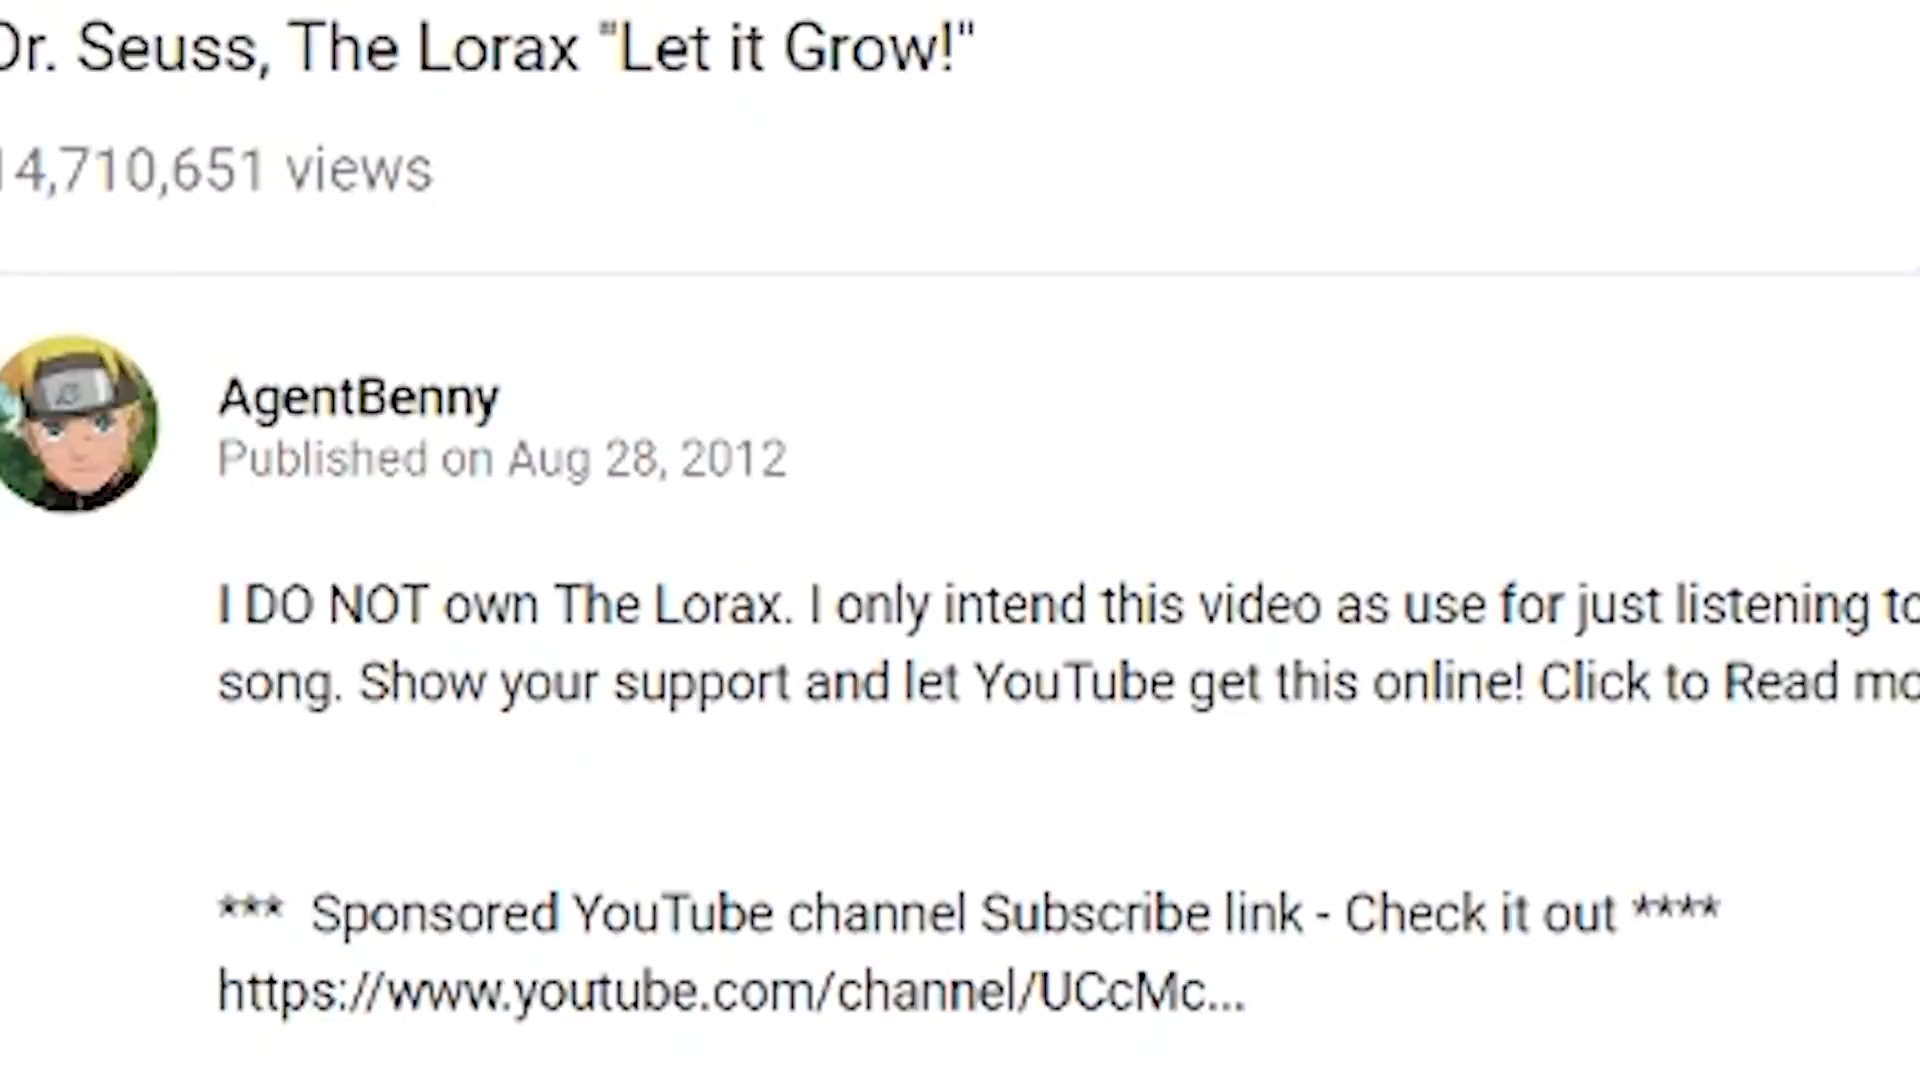 Dr. Seuss, The Lorax "Let it Grow!"
14,710,651 views
AgentBenny
Published on Aug 28, 2012
I DO NOT own The Lorax. I only intend this video as use for just listening to
song. Show your support and let YouTube get this online! Click to Read mo
*** Sponsored YouTube channel Subscribe link - Check it out ****
https://www.youtube.com/channel/UCcMc...